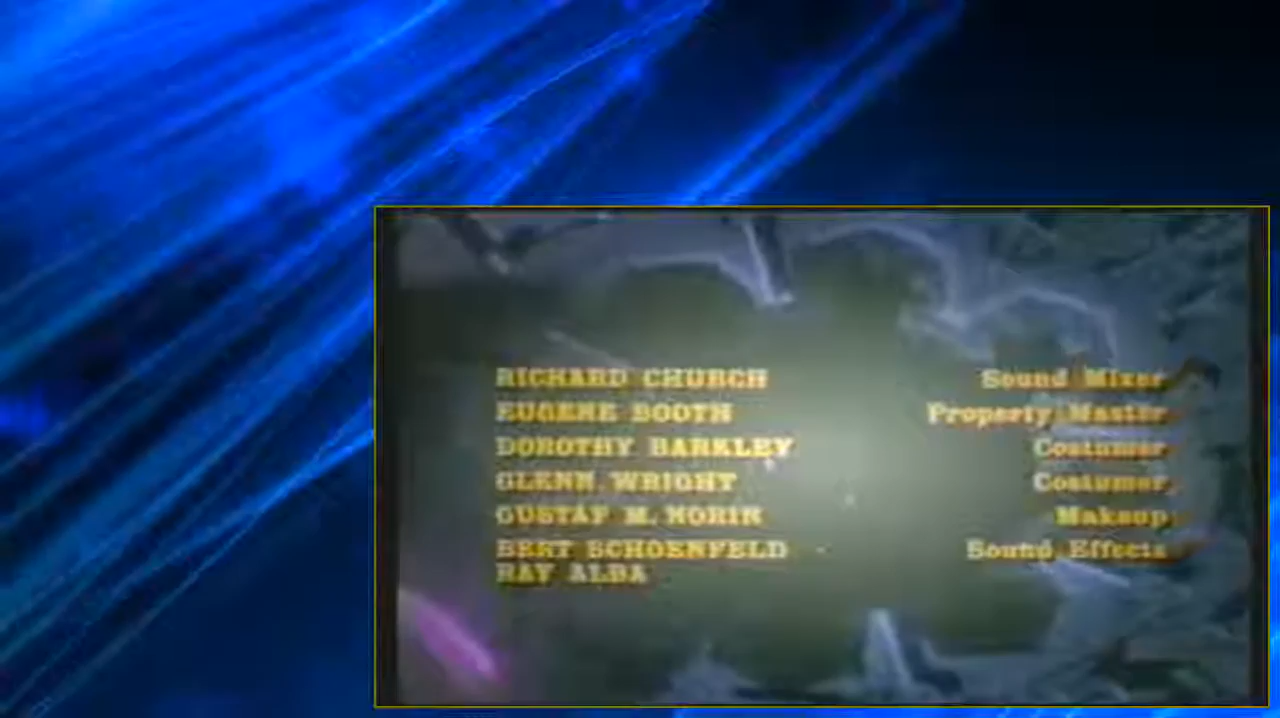 RICHARD CHURCH Sound Mixer
EUGENE BOOTH Property Master
DOROTHY BARKLEY Costumer
GLENN WRIGHT Costumer
GUSTAF M. NORIN Makeup
BERT SCHOENFELD Sound Effects
RAY ALBA